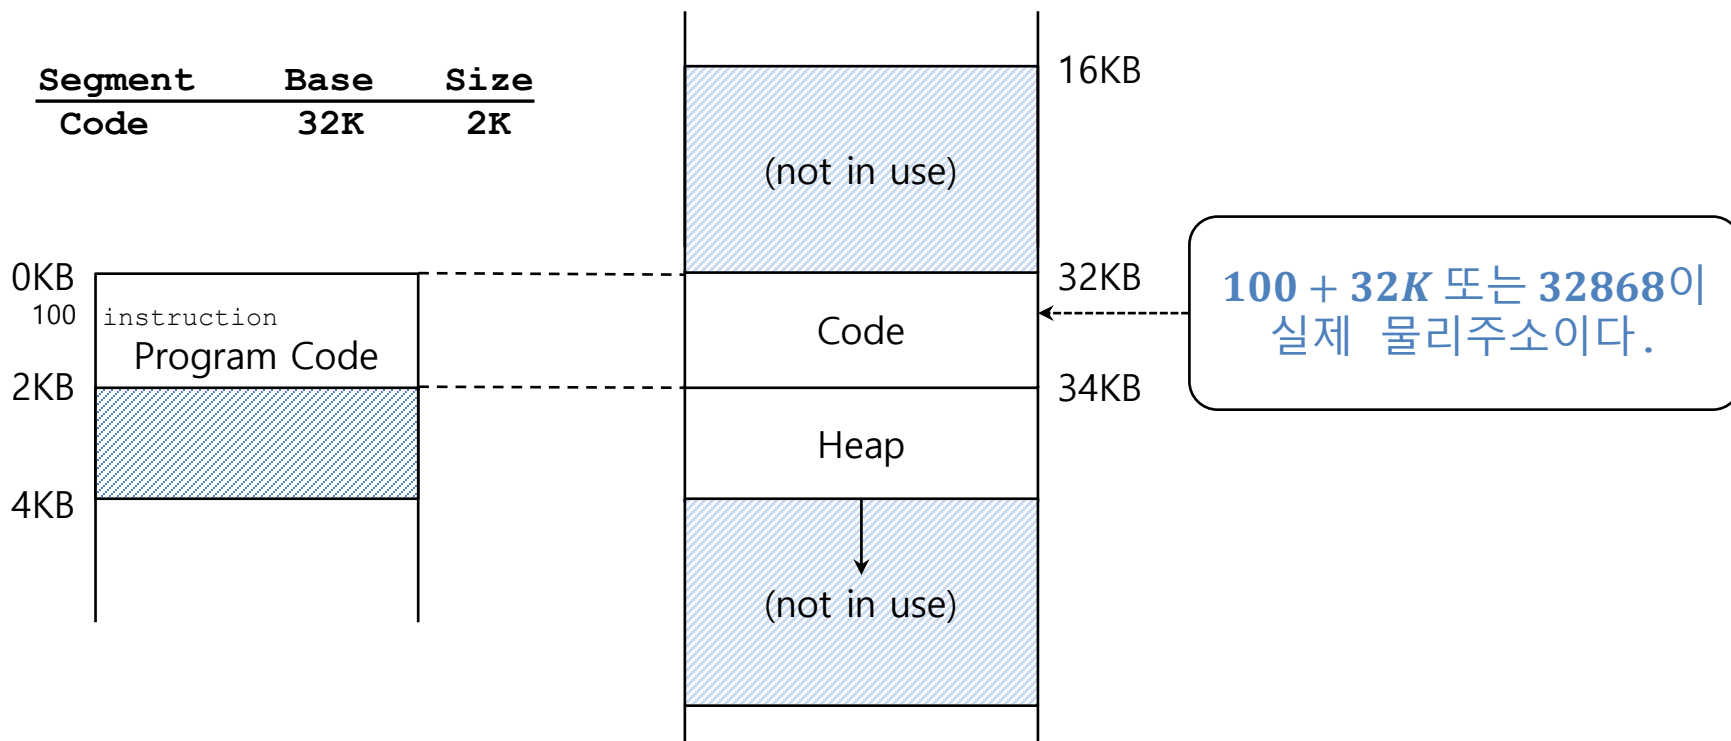 Segment Base Size
Code 32K 2K
0KB
100 instruction
Program Code
2KB
4KB
16KB
(not in use)
32KB
Code
34KB
Heap
(not in use)
100 + 32K 또는 32868이
실제 물리주소이다.